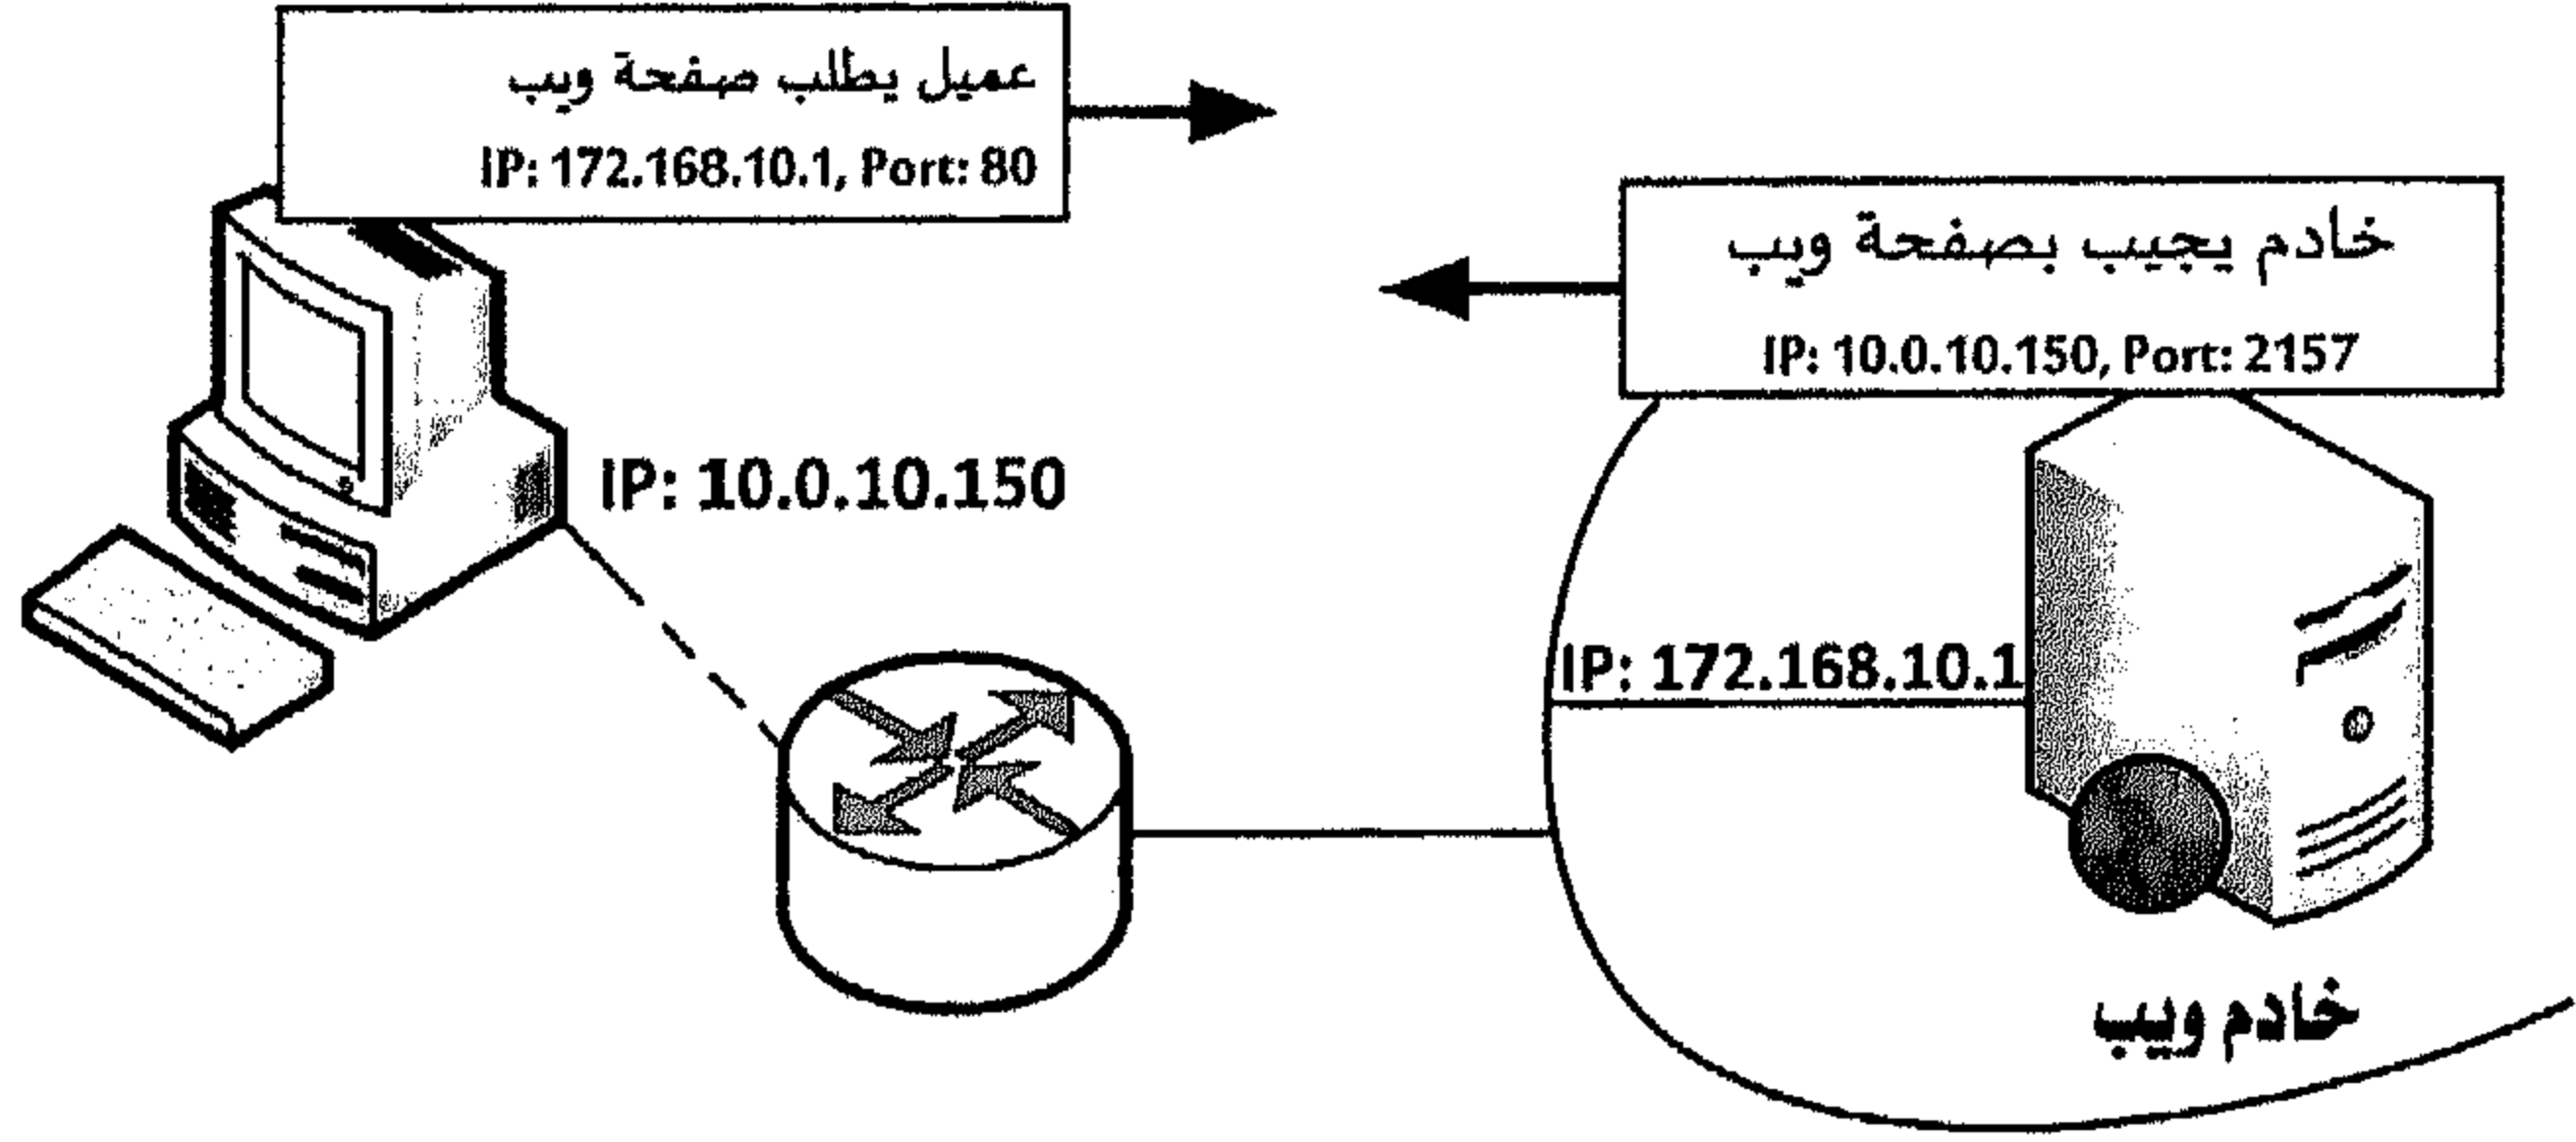 عميل يطلب صفحة ويب
IP: 172.168.10.1, Port: 80
خادم يجيب بصفحة ويب
IP: 10.0.10.150, Port: 2157
IP: 10.0.10.150
IP: 172.168.10.1
خادم ويب